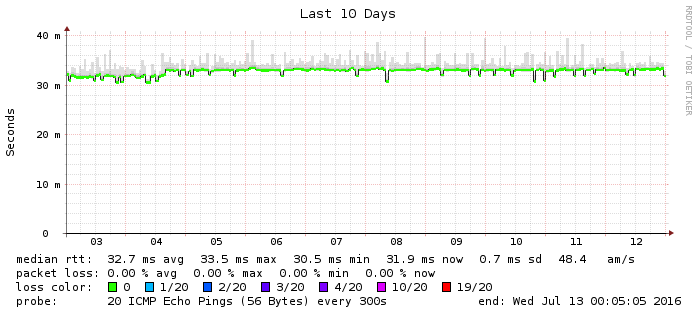 Last 10 Days
RRDTOOL / TOBI OETIKER
Seconds
40 m
30 m
20 m
10 m
0
03 04 05 06 07 08 09 10 11 12
median rtt: 32.7 ms avg 33.5 ms max 30.5 ms min 31.9 ms now 0.7 ms sd 48.4 am/s
packet loss: 0.00 % avg 0.00 % max 0.00 % min 0.00 % now
loss color: 0 1/20 2/20 3/20 4/20 10/20 19/20
probe: 20 ICMP Echo Pings (56 Bytes) every 300s end: Wed Jul 13 00:05:05 2016